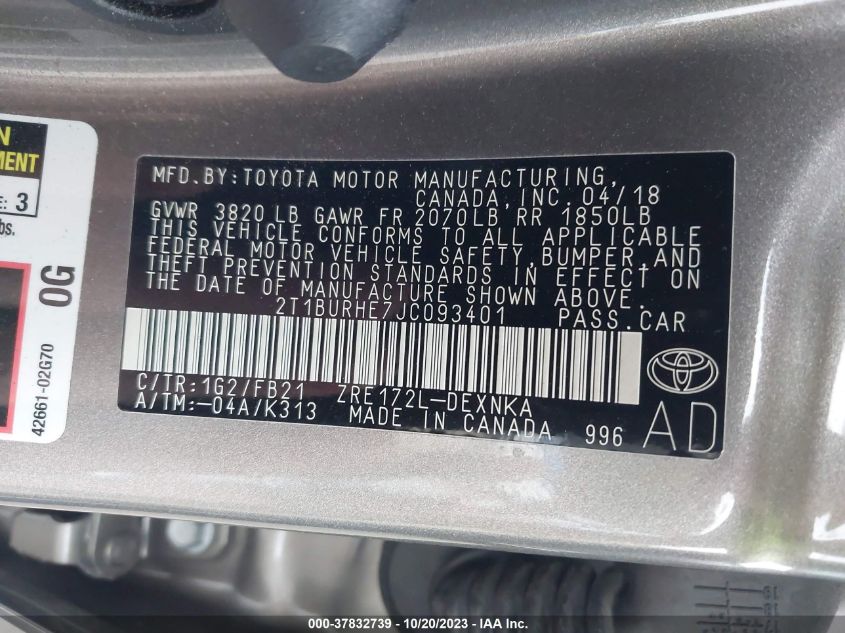 N
MENT
E: 3
bs.
0G
42661-02G70
MFD.BY:TOYOTA MOTOR MANUFACTURING,
CANADA, INC. 04/18
GVWR 3820 LB GAWR FR 2070LB, RR 1850LB
THIS VEHICLE CONFORMS TO ALL APPLICABLE
FEDERAL MOTOR VEHICLE SAFETY, BUMPER, AND
THEFT PREVENTION STANDARDS IN EFFECT ON
THE DATE OF MANUFACTURE SHOWN ABOVE.
2T1BURHE7JC093401 PASS.CAR
C/TR:1G2/FB21 ZRE172L-DEXNKA
A/TM:-04A/K313 MADE IN CANADA 996
AD
000-37832739 - 10/20/2023 - IAA Inc.